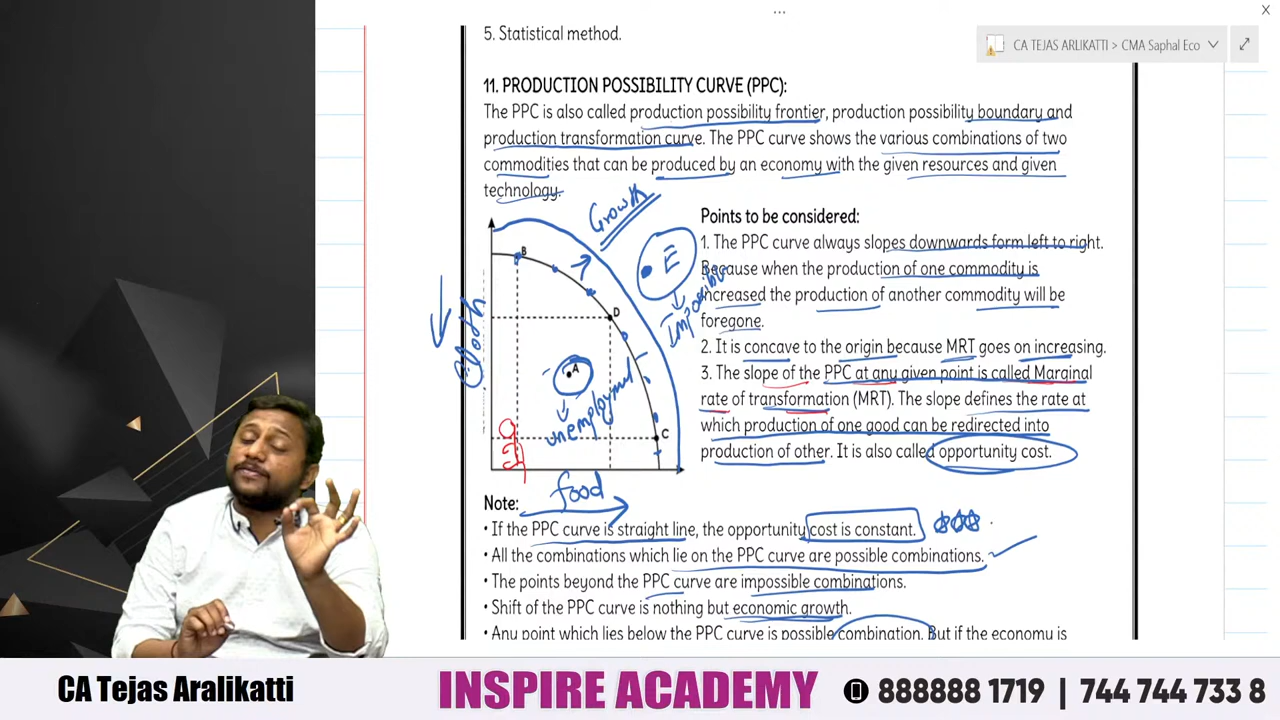 5. Statistical method.
CA TEJAS ARLIKATTI > CMA Saphal Eco
11. PRODUCTION POSSIBILITY CURVE (PPC):
The PPC is also called production possibility frontier, production possibility boundary and
production transformation curve. The PPC curve shows the various combinations of two
commodities that can be produced by an economy with the given resources and given
technology.
Growth
B
D
A
C
E
Impossible
unemployment
Cloth
food
Points to be considered:
1. The PPC curve always slopes downwards form left to right.
Because when the production of one commodity is
increased the production of another commodity will be
foregone.
2. It is concave to the origin because MRT goes on increasing.
3. The slope of the PPC at any given point is called Marginal
rate of transformation (MRT). The slope defines the rate at
which production of one good can be redirected into
production of other. It is also called opportunity cost.
Note:
• If the PPC curve is straight line, the opportunity cost is constant.
• All the combinations which lie on the PPC curve are possible combinations.
• The points beyond the PPC curve are impossible combinations.
• Shift of the PPC curve is nothing but economic growth.
• Any point which lies below the PPC curve is possible combination. But if the economy is
CA Tejas Aralikatti
INSPIRE ACADEMY
888888 1719 | 744 744 733 8